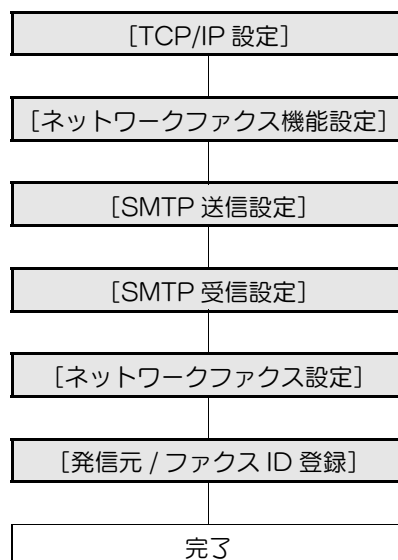 ［TCP/IP 設定］
［ネットワークファクス機能設定］
［SMTP 送信設定］
［SMTP 受信設定］
［ネットワークファクス設定］
［発信元 / ファクス ID 登録］
完了